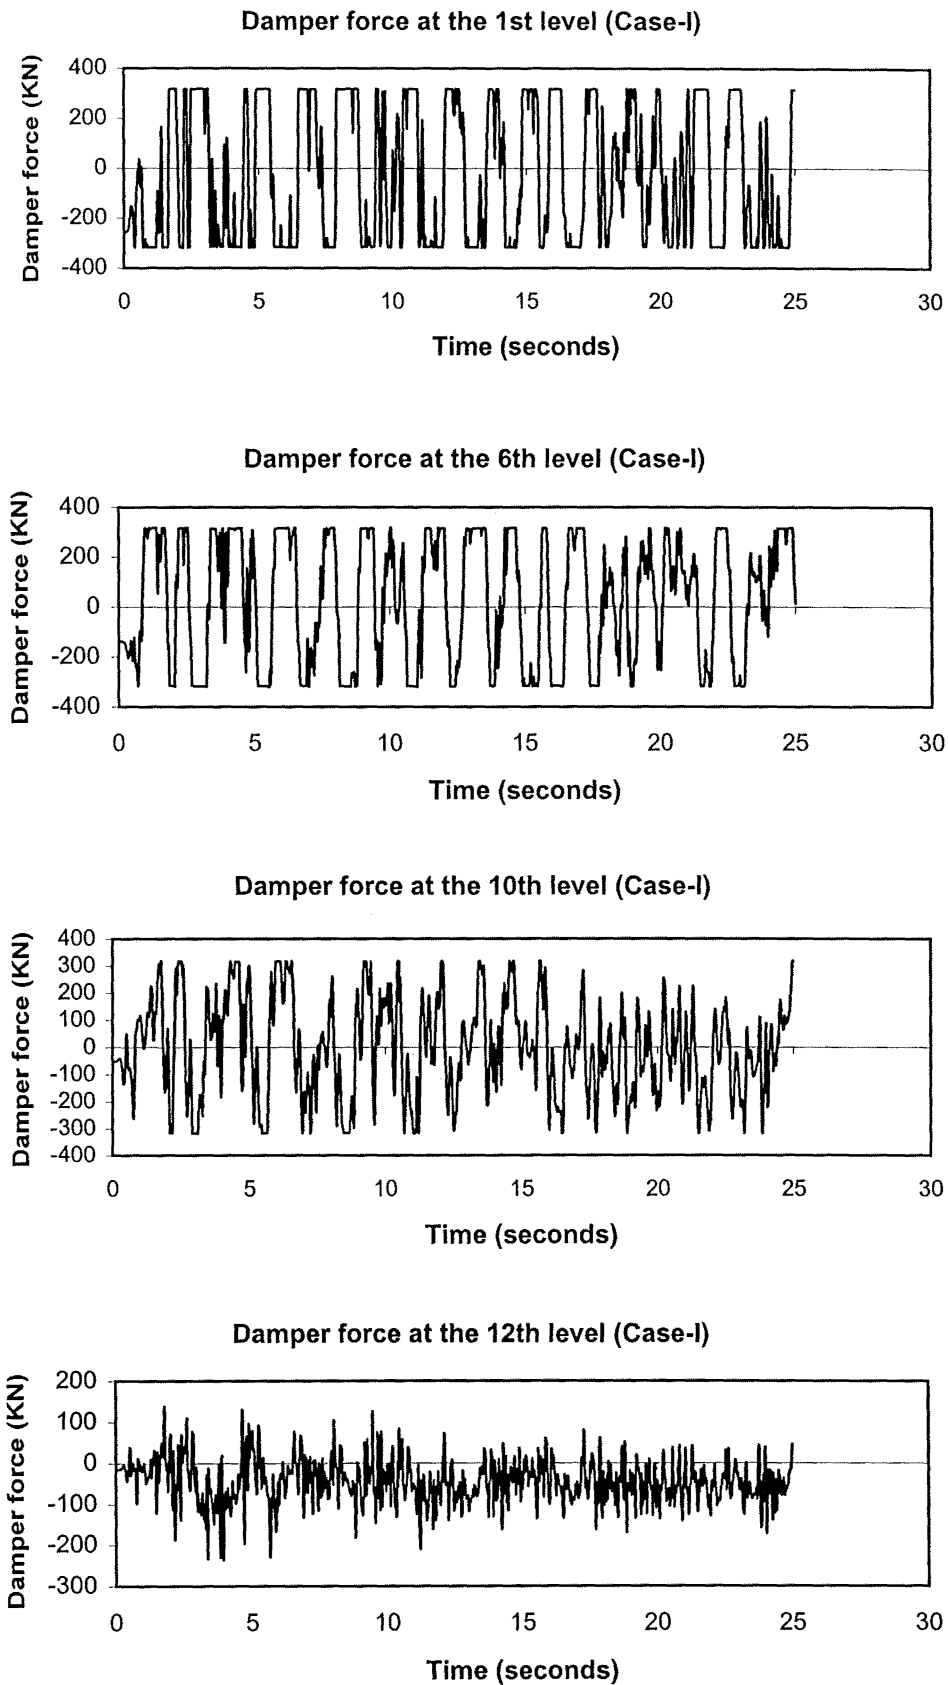 Damper force at the 1st level (Case-I)
Damper force (KN)
400
200
0
-200
-400
0 5 10 15 20 25 30
Time (seconds)
Damper force at the 6th level (Case-I)
Damper force (KN)
400
200
0
-200
-400
0 5 10 15 20 25 30
Time (seconds)
Damper force at the 10th level (Case-I)
Damper force (KN)
400
300
200
100
0
-100
-200
-300
-400
0 5 10 15 20 25 30
Time (seconds)
Damper force at the 12th level (Case-I)
Damper force (KN)
200
100
0
-100
-200
-300
0 5 10 15 20 25 30
Time (seconds)